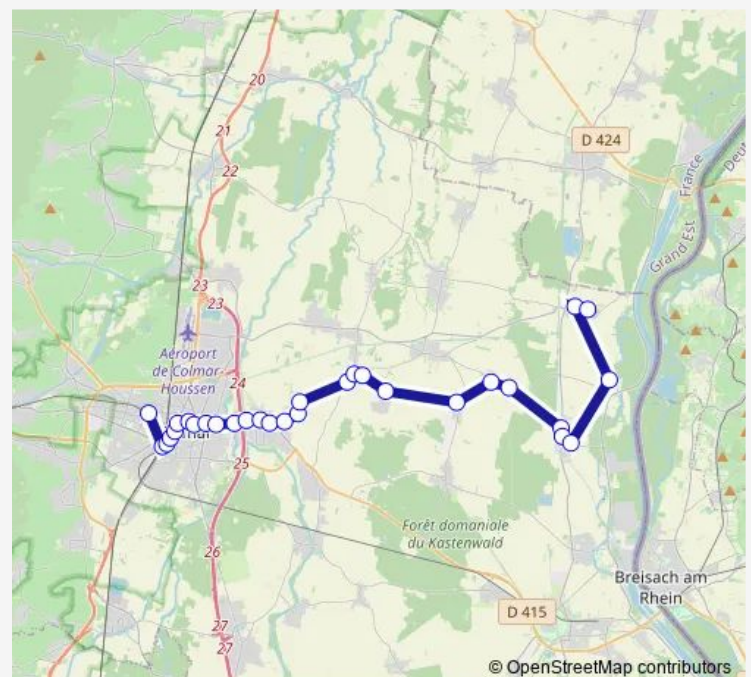 20
21
22
D 424
France
Grand Est
23
23
Aéroport
de Colmar-
Houssen
24
25
26
Forêt domaniale
du Kastenwald
Breisach am
Rhein
D 415
27
27
© OpenStreetMap contributors